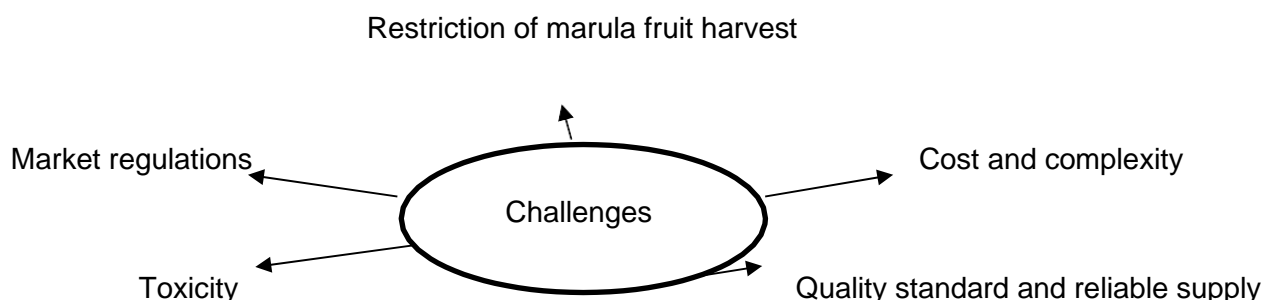 Restriction of marula fruit harvest
Market regulations
Cost and complexity
Challenges
Toxicity
Quality standard and reliable supply